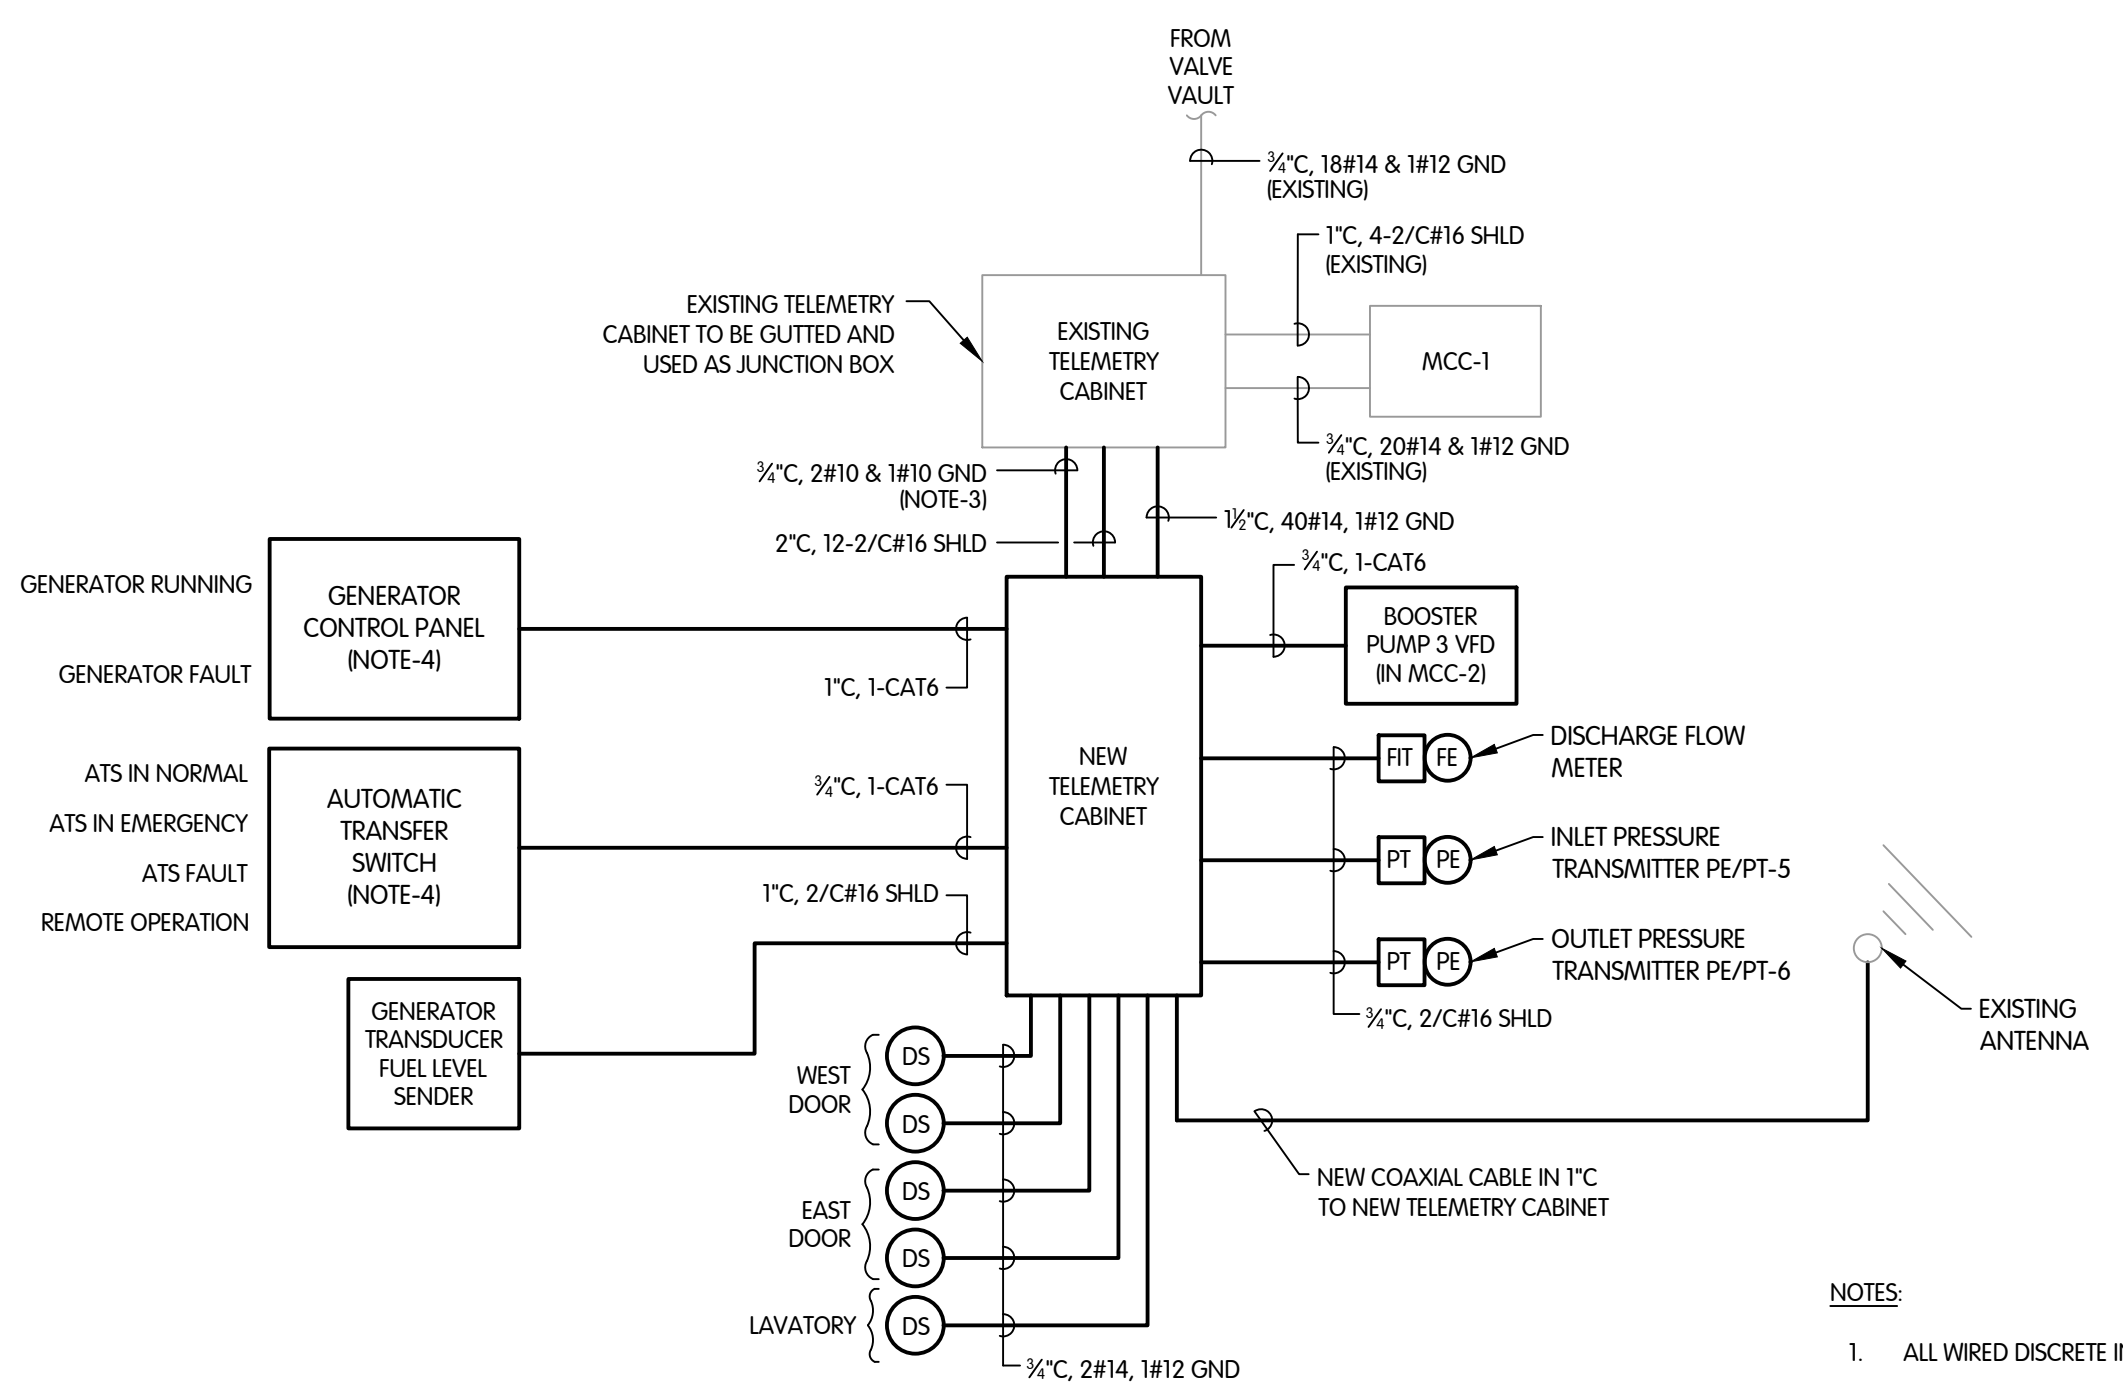 FROM
VALVE
VAULT
¾"C, 18#14 & 1#12 GND
(EXISTING)
1"C, 4-2/C#16 SHLD
(EXISTING)
EXISTING TELEMETRY
CABINET TO BE GUTTED AND
USED AS JUNCTION BOX
EXISTING
TELEMETRY
CABINET
MCC-1
¾"C, 20#14 & 1#12 GND
(EXISTING)
¾"C, 2#10 & 1#10 GND
(NOTE-3)
2"C, 12-2/C#16 SHLD
1½"C, 40#14, 1#12 GND
¾"C, 1-CAT6
GENERATOR RUNNING
GENERATOR FAULT
GENERATOR
CONTROL PANEL
(NOTE-4)
1"C, 1-CAT6
BOOSTER
PUMP 3 VFD
(IN MCC-2)
ATS IN NORMAL
ATS IN EMERGENCY
ATS FAULT
REMOTE OPERATION
AUTOMATIC
TRANSFER
SWITCH
(NOTE-4)
¾"C, 1-CAT6
1"C, 2/C#16 SHLD
NEW
TELEMETRY
CABINET
FIT
FE
DISCHARGE FLOW
METER
PT
PE
INLET PRESSURE
TRANSMITTER PE/PT-5
PT
PE
OUTLET PRESSURE
TRANSMITTER PE/PT-6
¾"C, 2/C#16 SHLD
EXISTING
ANTENNA
GENERATOR
TRANSDUCER
FUEL LEVEL
SENDER
WEST
DOOR
DS
DS
EAST
DOOR
DS
DS
LAVATORY
DS
¾"C, 2#14, 1#12 GND
NEW COAXIAL CABLE IN 1"C
TO NEW TELEMETRY CABINET
NOTES:
1. ALL WIRED DISCRETE